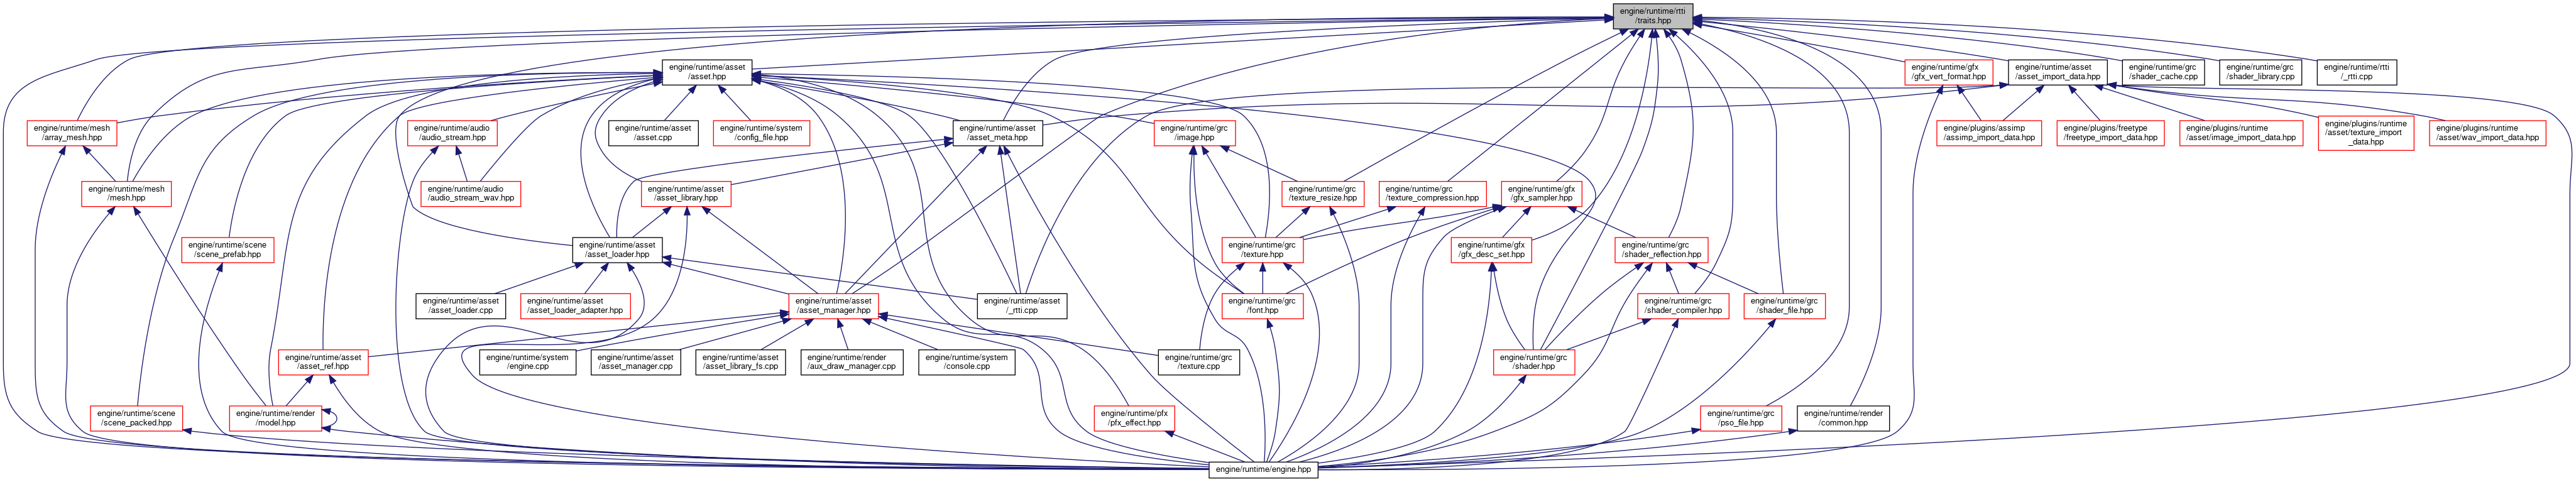 engine/runtime/rtti
/traits.hpp
engine/runtime/asset
/asset.hpp
engine/runtime/gfx
/gfx_vert_format.hpp
engine/runtime/asset
/asset_import_data.hpp
engine/runtime/grc
/shader_cache.cpp
engine/runtime/grc
/shader_library.cpp
engine/runtime/rtti
/_rtti.cpp
engine/runtime/mesh
/array_mesh.hpp
engine/runtime/audio
/audio_stream.hpp
engine/runtime/asset
/asset.cpp
engine/runtime/system
/config_file.hpp
engine/runtime/asset
/asset_meta.hpp
engine/runtime/grc
/image.hpp
engine/plugins/assimp
/assimp_import_data.hpp
engine/plugins/freetype
/freetype_import_data.hpp
engine/plugins/runtime
/asset/image_import_data.hpp
engine/plugins/runtime
/asset/texture_import
_data.hpp
engine/plugins/runtime
/asset/wav_import_data.hpp
engine/runtime/mesh
/mesh.hpp
engine/runtime/audio
/audio_stream_wav.hpp
engine/runtime/asset
/asset_library.hpp
engine/runtime/grc
/texture_resize.hpp
engine/runtime/grc
/texture_compression.hpp
engine/runtime/gfx
/gfx_sampler.hpp
engine/runtime/scene
/scene_prefab.hpp
engine/runtime/asset
/asset_loader.hpp
engine/runtime/grc
/texture.hpp
engine/runtime/gfx
/gfx_desc_set.hpp
engine/runtime/grc
/shader_reflection.hpp
engine/runtime/asset
/asset_loader.cpp
engine/runtime/asset
/asset_loader_adapter.hpp
engine/runtime/asset
/asset_manager.hpp
engine/runtime/asset
/_rtti.cpp
engine/runtime/grc
/font.hpp
engine/runtime/grc
/shader_compiler.hpp
engine/runtime/grc
/shader_file.hpp
engine/runtime/asset
/asset_ref.hpp
engine/runtime/system
/engine.cpp
engine/runtime/asset
/asset_manager.cpp
engine/runtime/asset
/asset_library_fs.cpp
engine/runtime/render
/aux_draw_manager.cpp
engine/runtime/system
/console.cpp
engine/runtime/grc
/texture.cpp
engine/runtime/grc
/shader.hpp
engine/runtime/scene
/scene_packed.hpp
engine/runtime/render
/model.hpp
engine/runtime/pfx
/pfx_effect.hpp
engine/runtime/grc
/pso_file.hpp
engine/runtime/render
/common.hpp
engine/runtime/engine.hpp